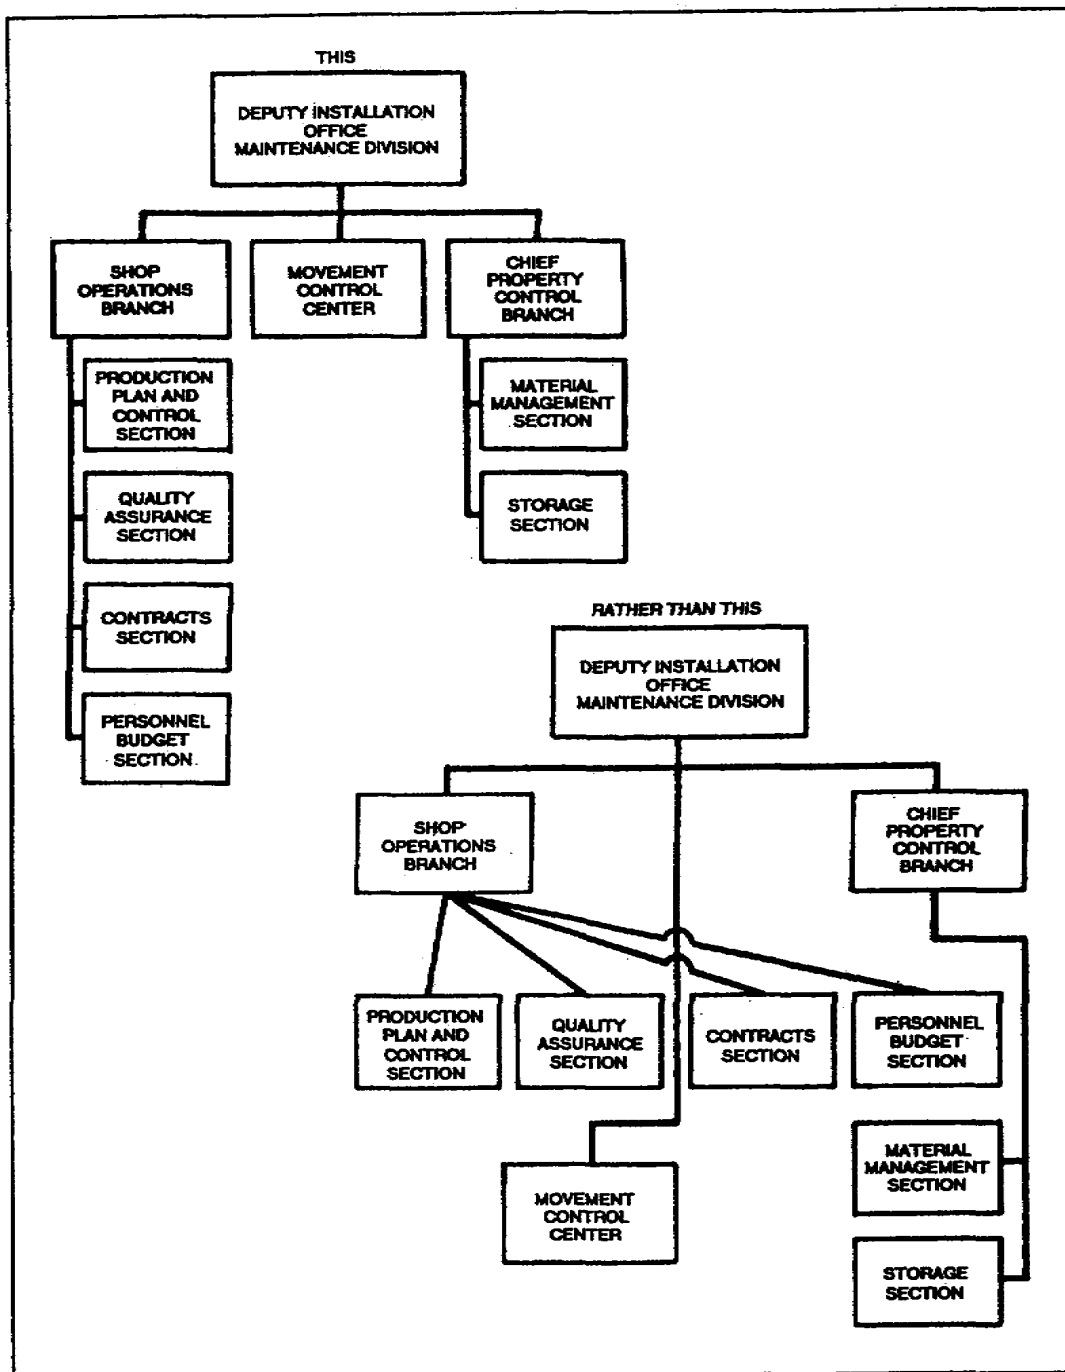 THIS
DEPUTY INSTALLATION
OFFICE
MAINTENANCE DIVISION
SHOP
OPERATIONS
BRANCH
MOVEMENT
CONTROL
CENTER
CHIEF
PROPERTY
CONTROL
BRANCH
PRODUCTION
PLAN AND
CONTROL
SECTION
QUALITY
ASSURANCE
SECTION
CONTRACTS
SECTION
PERSONNEL
BUDGET
SECTION
MATERIAL
MANAGEMENT
SECTION
STORAGE
SECTION
RATHER THAN THIS
DEPUTY INSTALLATION
OFFICE
MAINTENANCE DIVISION
SHOP
OPERATIONS
BRANCH
CHIEF
PROPERTY
CONTROL
BRANCH
PRODUCTION
PLAN AND
CONTROL
SECTION
QUALITY
ASSURANCE
SECTION
CONTRACTS
SECTION
PERSONNEL
BUDGET
SECTION
MOVEMENT
CONTROL
CENTER
MATERIAL
MANAGEMENT
SECTION
STORAGE
SECTION